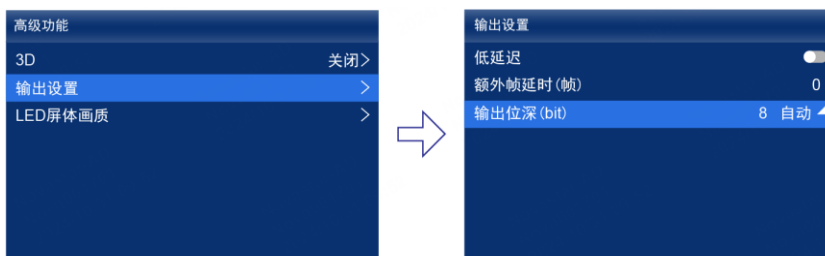 高级功能
3D 关闭>
输出设置 >
LED屏体画质 >
输出设置
低延迟
额外帧延时(帧) 0
输出位深(bit) 8 自动